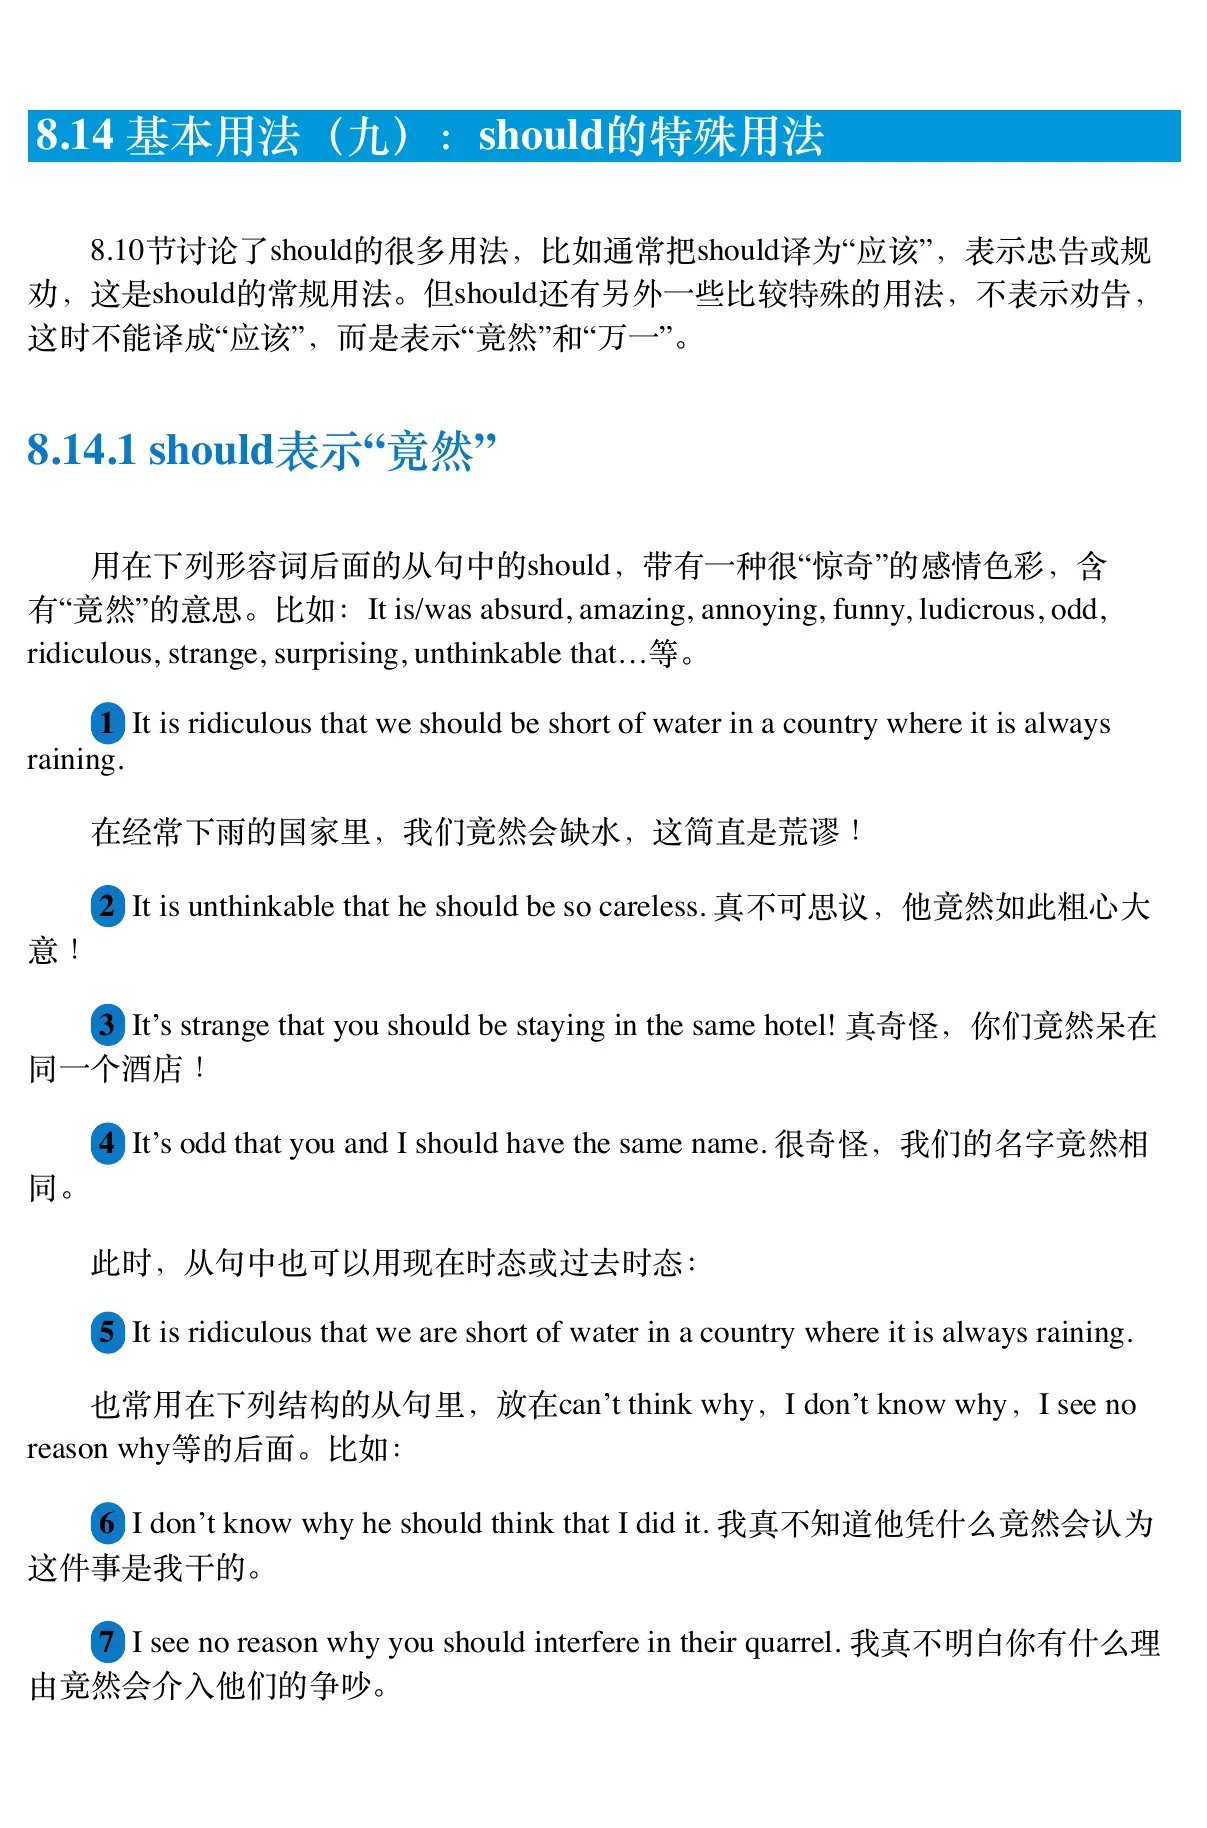 8.14 基本用法（九）：should的特殊用法
8.10节讨论了should的很多用法，比如通常把should译为“应该”，表示忠告或规
劝，这是should的常规用法。但should还有另外一些比较特殊的用法，不表示劝告，
这时不能译成“应该”，而是表示“竟然”和“万一”。
8.14.1 should表示“竟然”
用在下列形容词后面的从句中的should，带有一种很“惊奇”的感情色彩，含
有“竟然”的意思。比如：It is/was absurd, amazing, annoying, funny, ludicrous, odd,
ridiculous, strange, surprising, unthinkable that…等。
1 It is ridiculous that we should be short of water in a country where it is always
raining.
在经常下雨的国家里，我们竟然会缺水，这简直是荒谬！
2 It is unthinkable that he should be so careless. 真不可思议，他竟然如此粗心大
意！
3 It’s strange that you should be staying in the same hotel! 真奇怪，你们竟然呆在
同一个酒店！
4 It’s odd that you and I should have the same name. 很奇怪，我们的名字竟然相
同。
此时，从句中也可以用现在时态或过去时态：
5 It is ridiculous that we are short of water in a country where it is always raining.
也常用在下列结构的从句里，放在can’t think why，I don’t know why，I see no
reason why等的后面。比如：
6 I don’t know why he should think that I did it. 我真不知道他凭什么竟然会认为
这件事是我干的。
7 I see no reason why you should interfere in their quarrel. 我真不明白你有什么理
由竟然会介入他们的争吵。